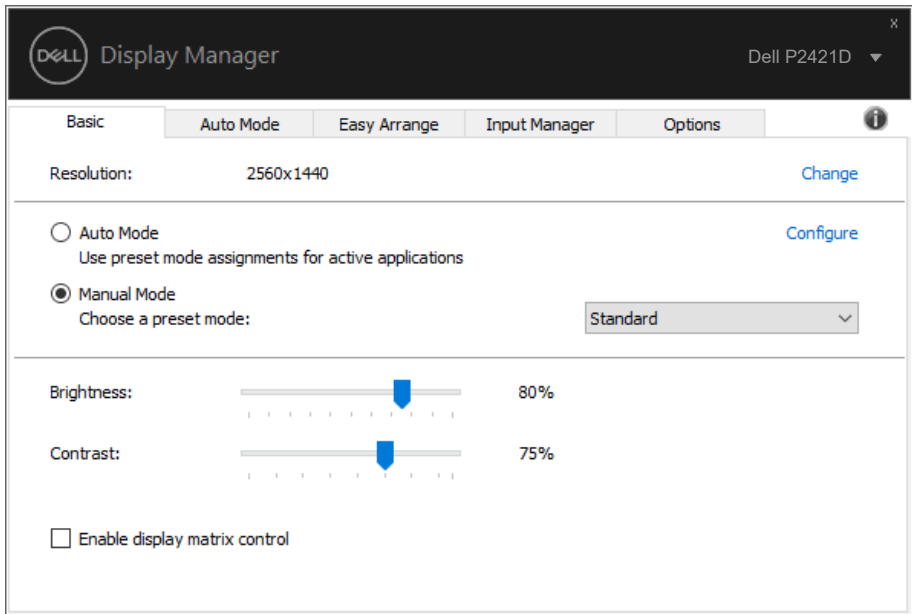 x
DELL Display Manager
Dell P2421D
Basic Auto Mode Easy Arrange Input Manager Options
Resolution: 2560x1440 Change
Auto Mode Configure
Use preset mode assignments for active applications
Manual Mode
Choose a preset mode: Standard
Brightness: 80%
Contrast: 75%
Enable display matrix control